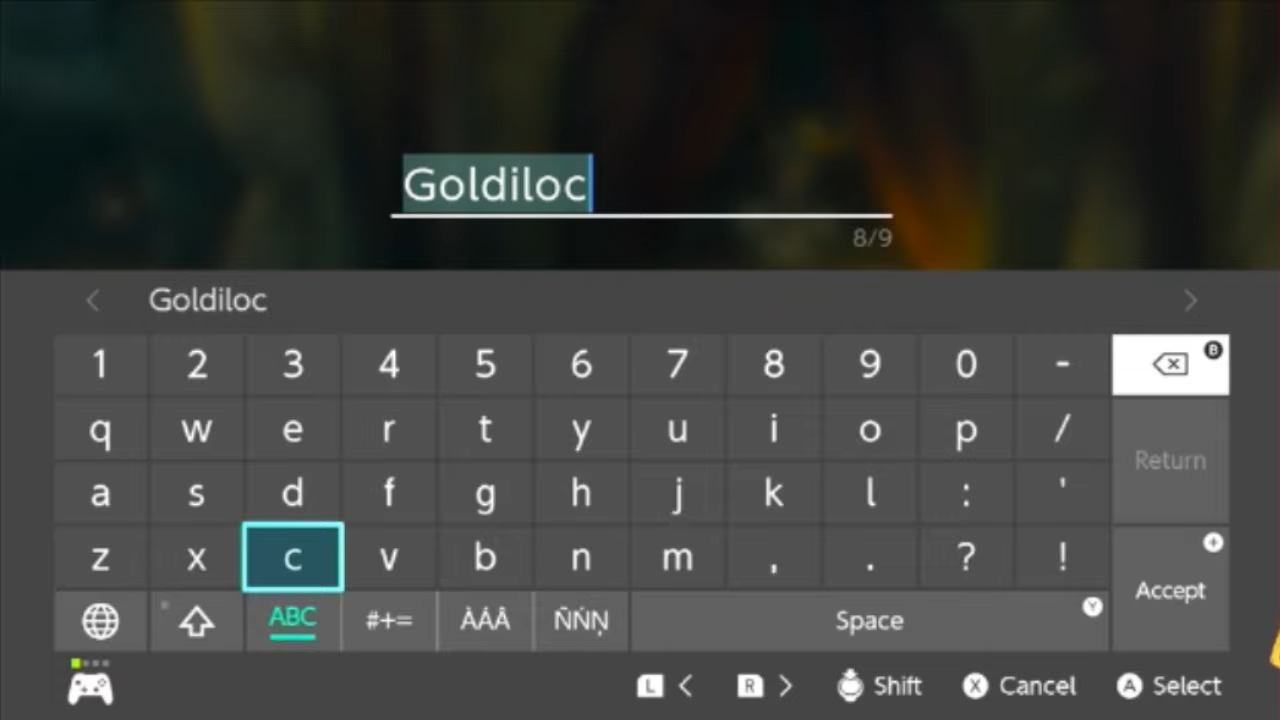 Goldiloc
8/9
Goldiloc
1 2 3 4 5 6 7 8 9 0 - B
q w e r t y u i o p /
Return
a s d f g h j k l : '
z x c v b n m , . ? ! +
Accept
ABC #+= ÀÁÂ ÑŃŅ Space Y
L < R > Shift X Cancel A Select